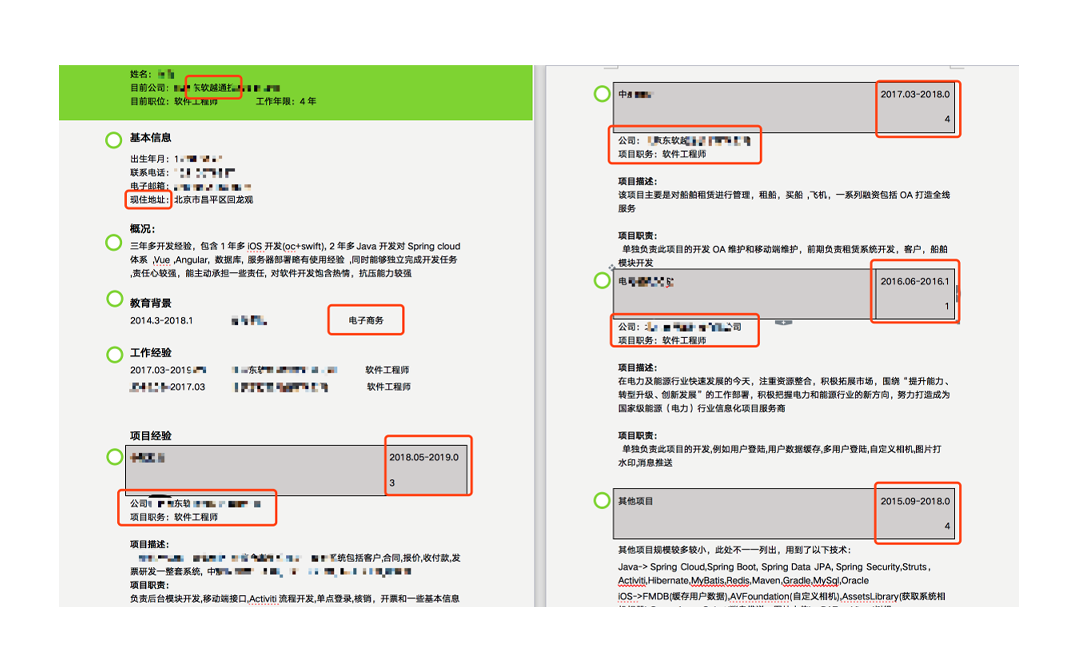 姓名：
目前公司： 东软越通
目前职位：软件工程师 工作年限：4 年
基本信息
出生年月：1
联系电话：
电子邮箱：
现住地址：北京市昌平区回龙观
概况：
三年多开发经验，包含 1 年多 iOS 开发(oc+swift), 2 年多 Java 开发对 Spring cloud
体系 ,Vue ,Angular, 数据库, 服务器部署略有使用经验 ,同时能够独立完成开发任务
,责任心较强，能主动承担一些责任, 对软件开发饱含热情，抗压能力较强
教育背景
2014.3-2018.1 电子商务
工作经验
2017.03-2019 东软 软件工程师
-2017.03 软件工程师
项目经验
2018.05-2019.0
3
公司 东软
项目职务：软件工程师
项目描述：
系统包括客户,合同,报价,收付款,发
票研发一整套系统,
项目职责：
负责后台模块开发,移动端接口,Activiti 流程开发,单点登录,核销，开票和一些基本信息
中
2017.03-2018.0
4
公司： 京东软越
项目职务：软件工程师
项目描述：
该项目主要是对船舶租赁进行管理，租船，买船 ,飞机，一系列融资包括 OA 打造全线
服务
项目职责：
单独负责此项目的开发 OA 维护和移动端维护，前期负责租赁系统开发，客户，船舶
模块开发
电
2016.06-2016.1
1
公司：北 公司
项目职务：软件工程师
项目描述：
在电力及能源行业快速发展的今天，注重资源整合，积极拓展市场，围绕“提升能力、
转型升级、创新发展”的工作部署，积极把握电力和能源行业的新方向，努力打造成为
国家级能源（电力）行业信息化项目服务商
项目职责：
单独负责此项目的开发,例如用户登陆,用户数据缓存,多用户登陆,自定义相机,图片打
水印,消息推送
其他项目
2015.09-2018.0
4
其他项目规模较多较小，此处不一一列出，用到了以下技术：
Java-> Spring Cloud,Spring Boot, Spring Data JPA, Spring Security,Struts，
Activiti,Hibernate,MyBatis,Redis,Maven,Gradle,MySql,Oracle
iOS->FMDB(缓存用户数据),AVFoundation(自定义相机),AssetsLibrary(获取系统相